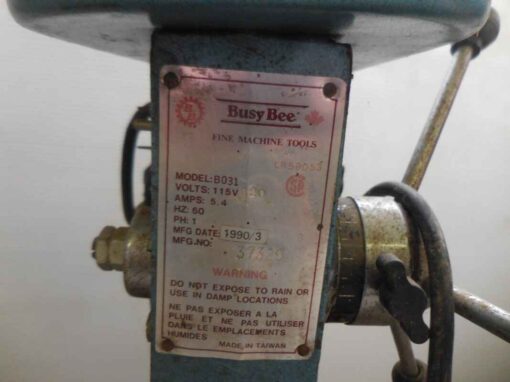 Busy Bee
FINE MACHINE TOOLS
MODEL: B031
VOLTS: 115V
AMPS: 5.4
HZ: 60
PH: 1
MFG DATE: 1990/3
MFG.NO:
WARNING
DO NOT EXPOSE TO RAIN OR
USE IN DAMP LOCATIONS
NE PAS EXPOSER A LA
PLUIE ET NE PAS UTILISER
DANS LE EMPLACEMENTS
HUMIDES
MADE IN TAIWAN